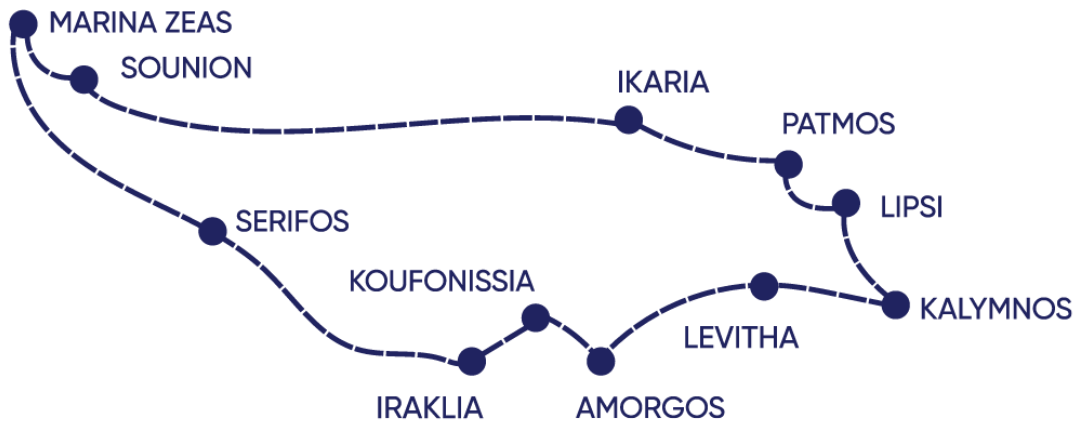 MARINA ZEAS
SOUNION
IKARIA
PATMOS
LIPSI
SERIFOS
KOUFONISSIA
KALYMNOS
LEVITHA
IRAKLIA
AMORGOS